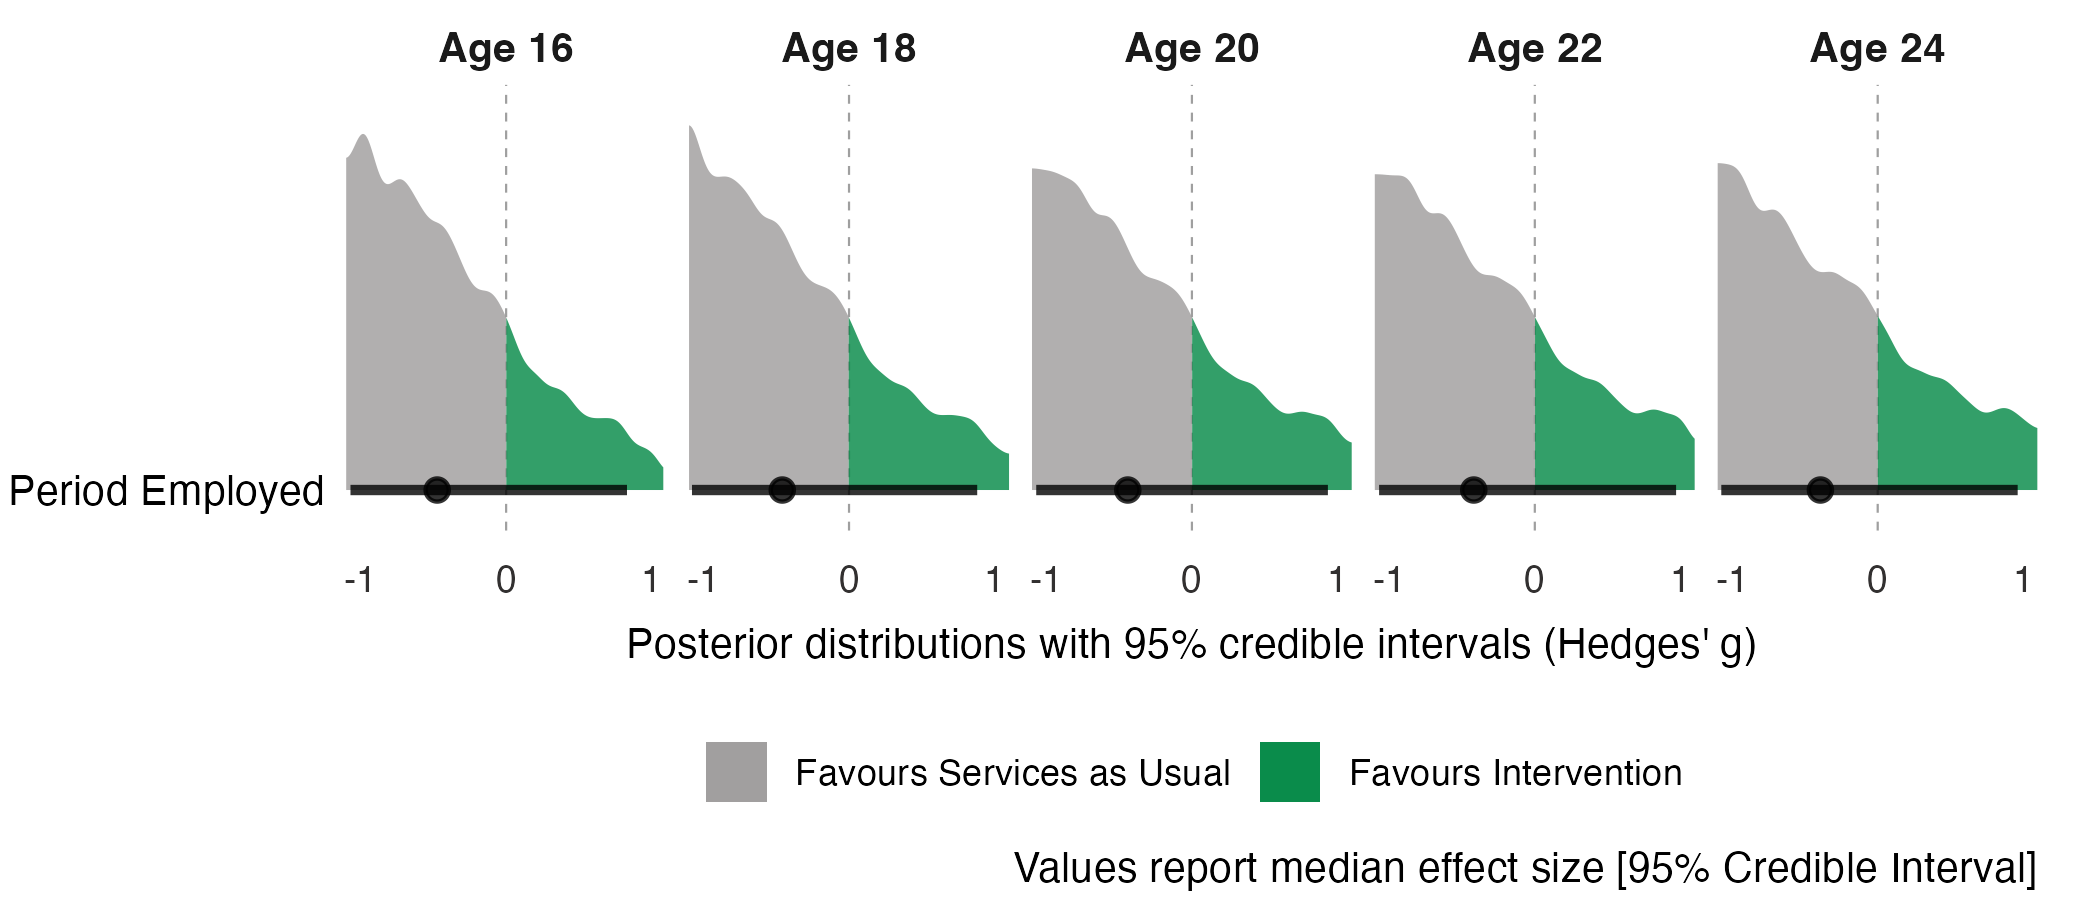 Age 16 Age 18 Age 20 Age 22 Age 24
Period Employed
-1 0 1 -1 0 1 -1 0 1 -1 0 1 -1 0 1
Posterior distributions with 95% credible intervals (Hedges' g)
Favours Services as Usual Favours Intervention
Values report median effect size [95% Credible Interval]